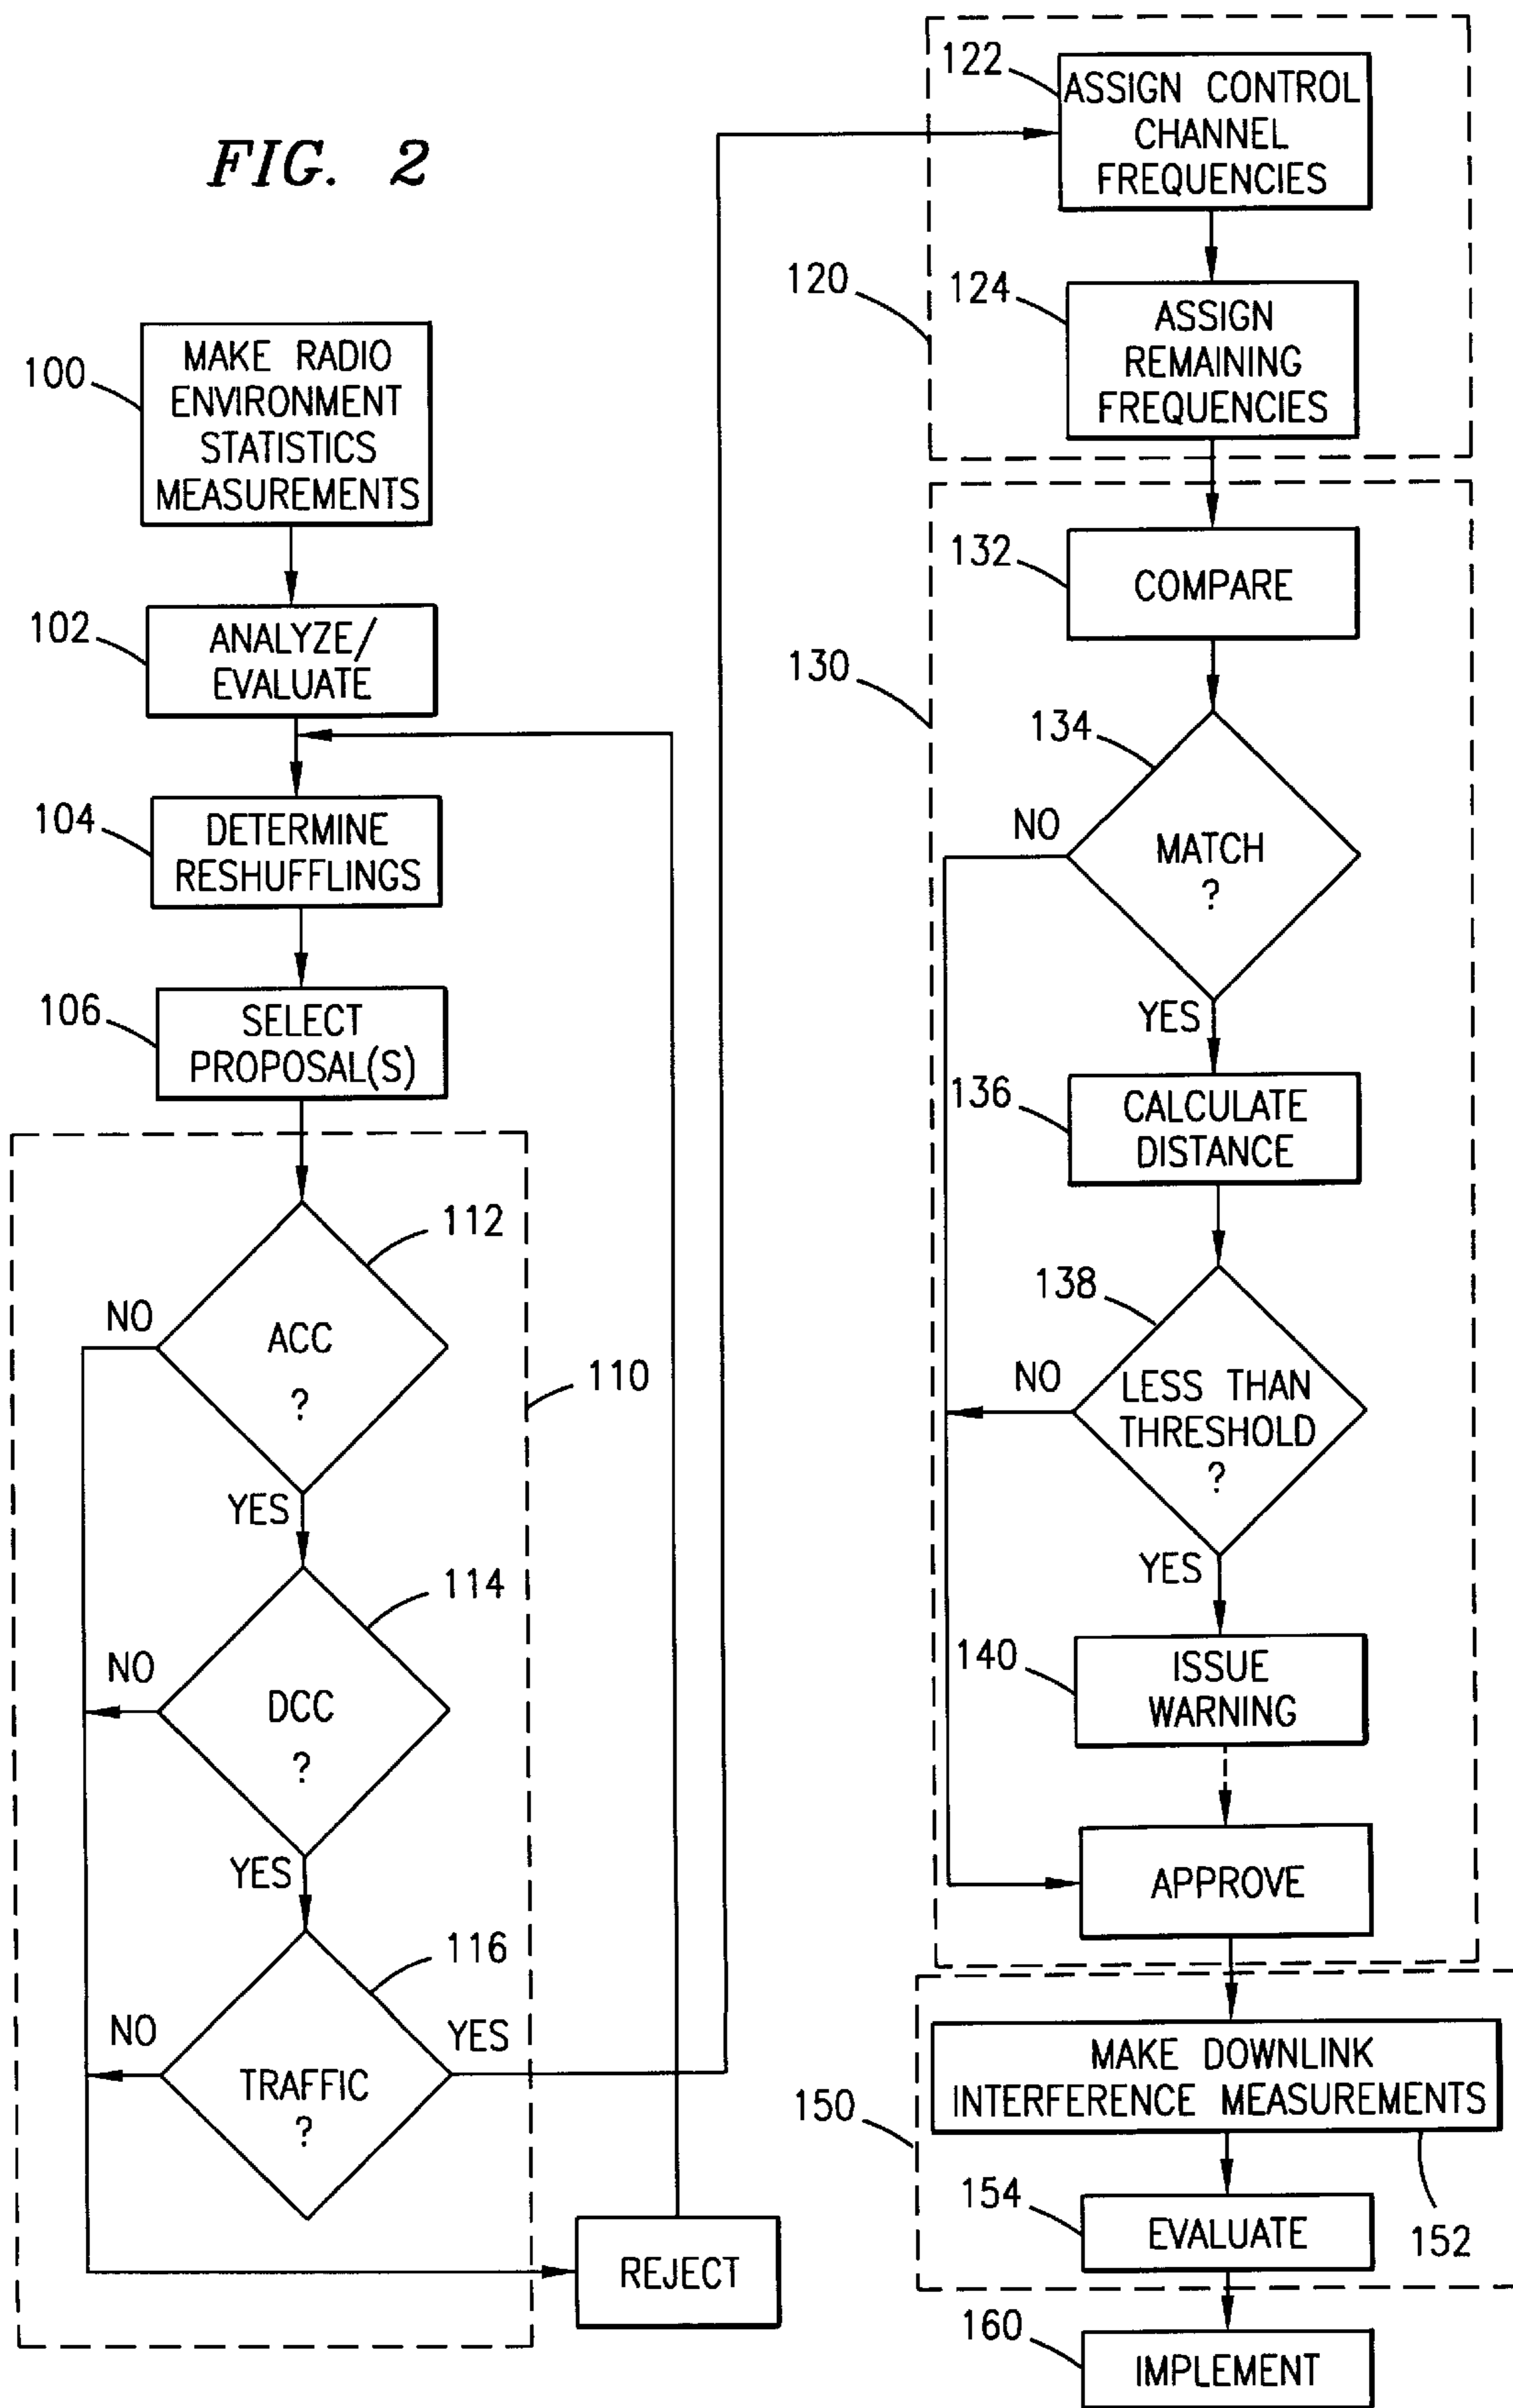 FIG. 2
100
MAKE RADIO
ENVIRONMENT
STATISTICS
MEASUREMENTS
102
ANALYZE/
EVALUATE
104
DETERMINE
RESHUFFLINGS
106
SELECT
PROPOSAL(S)
110
112
NO
ACC
?
YES
114
NO
DCC
?
YES
116
NO
YES
TRAFFIC
?
REJECT
122
ASSIGN CONTROL
CHANNEL
FREQUENCIES
120
124
ASSIGN
REMAINING
FREQUENCIES
132
COMPARE
130
134
NO
MATCH
?
YES
136
CALCULATE
DISTANCE
138
NO
LESS THAN
THRESHOLD
?
YES
140
ISSUE
WARNING
APPROVE
150
MAKE DOWNLINK
INTERFERENCE MEASUREMENTS
154
EVALUATE
152
160
IMPLEMENT